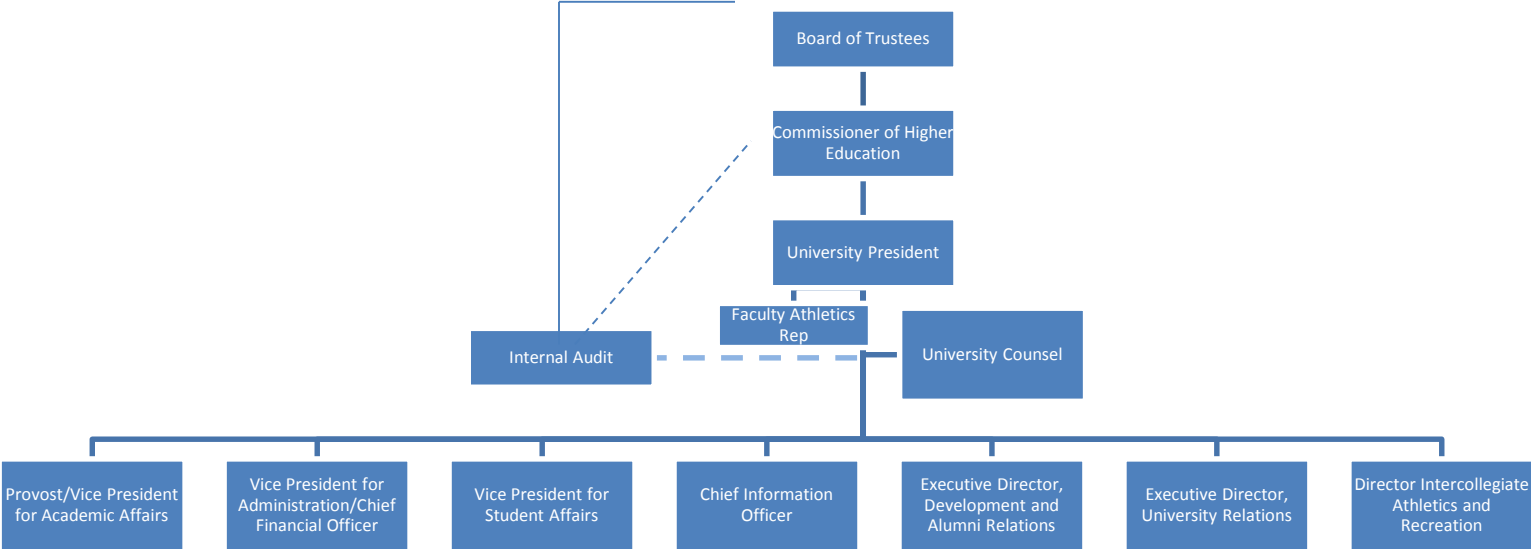 Board of Trustees
Commissioner of Higher
Education
University President
Faculty Athletics
Rep
Internal Audit
University Counsel
Provost/Vice President
for Academic Affairs
Vice President for
Administration/Chief
Financial Officer
Vice President for
Student Affairs
Chief Information
Officer
Executive Director,
Development and
Alumni Relations
Executive Director,
University Relations
Director Intercollegiate
Athletics and
Recreation